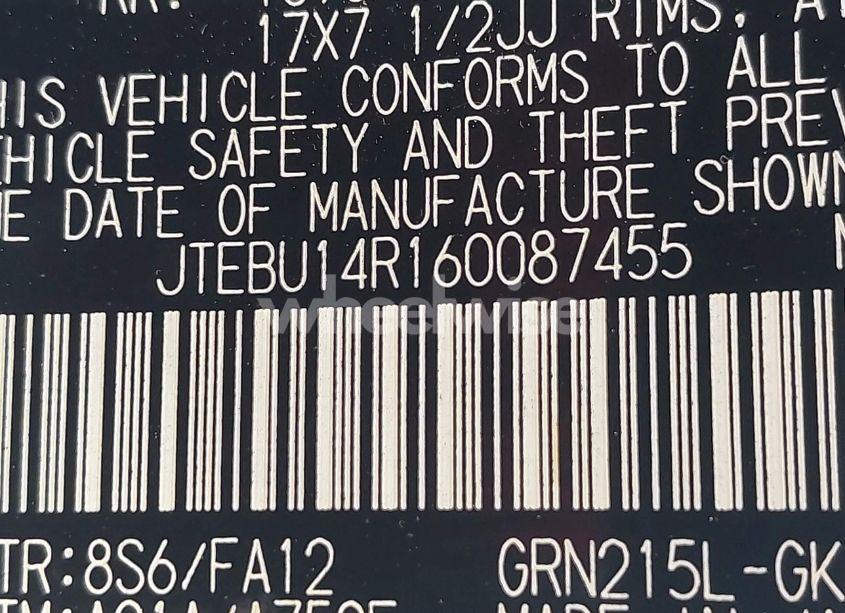 17X7 1/2JJ RIMS,
HIS VEHICLE CONFORMS TO ALL
HICLE SAFETY AND THEFT PREV
E DATE OF MANUFACTURE SHOWN
JTEBU14R160087455
wheelwise
TR:8S6/FA12 GRN215L-GK